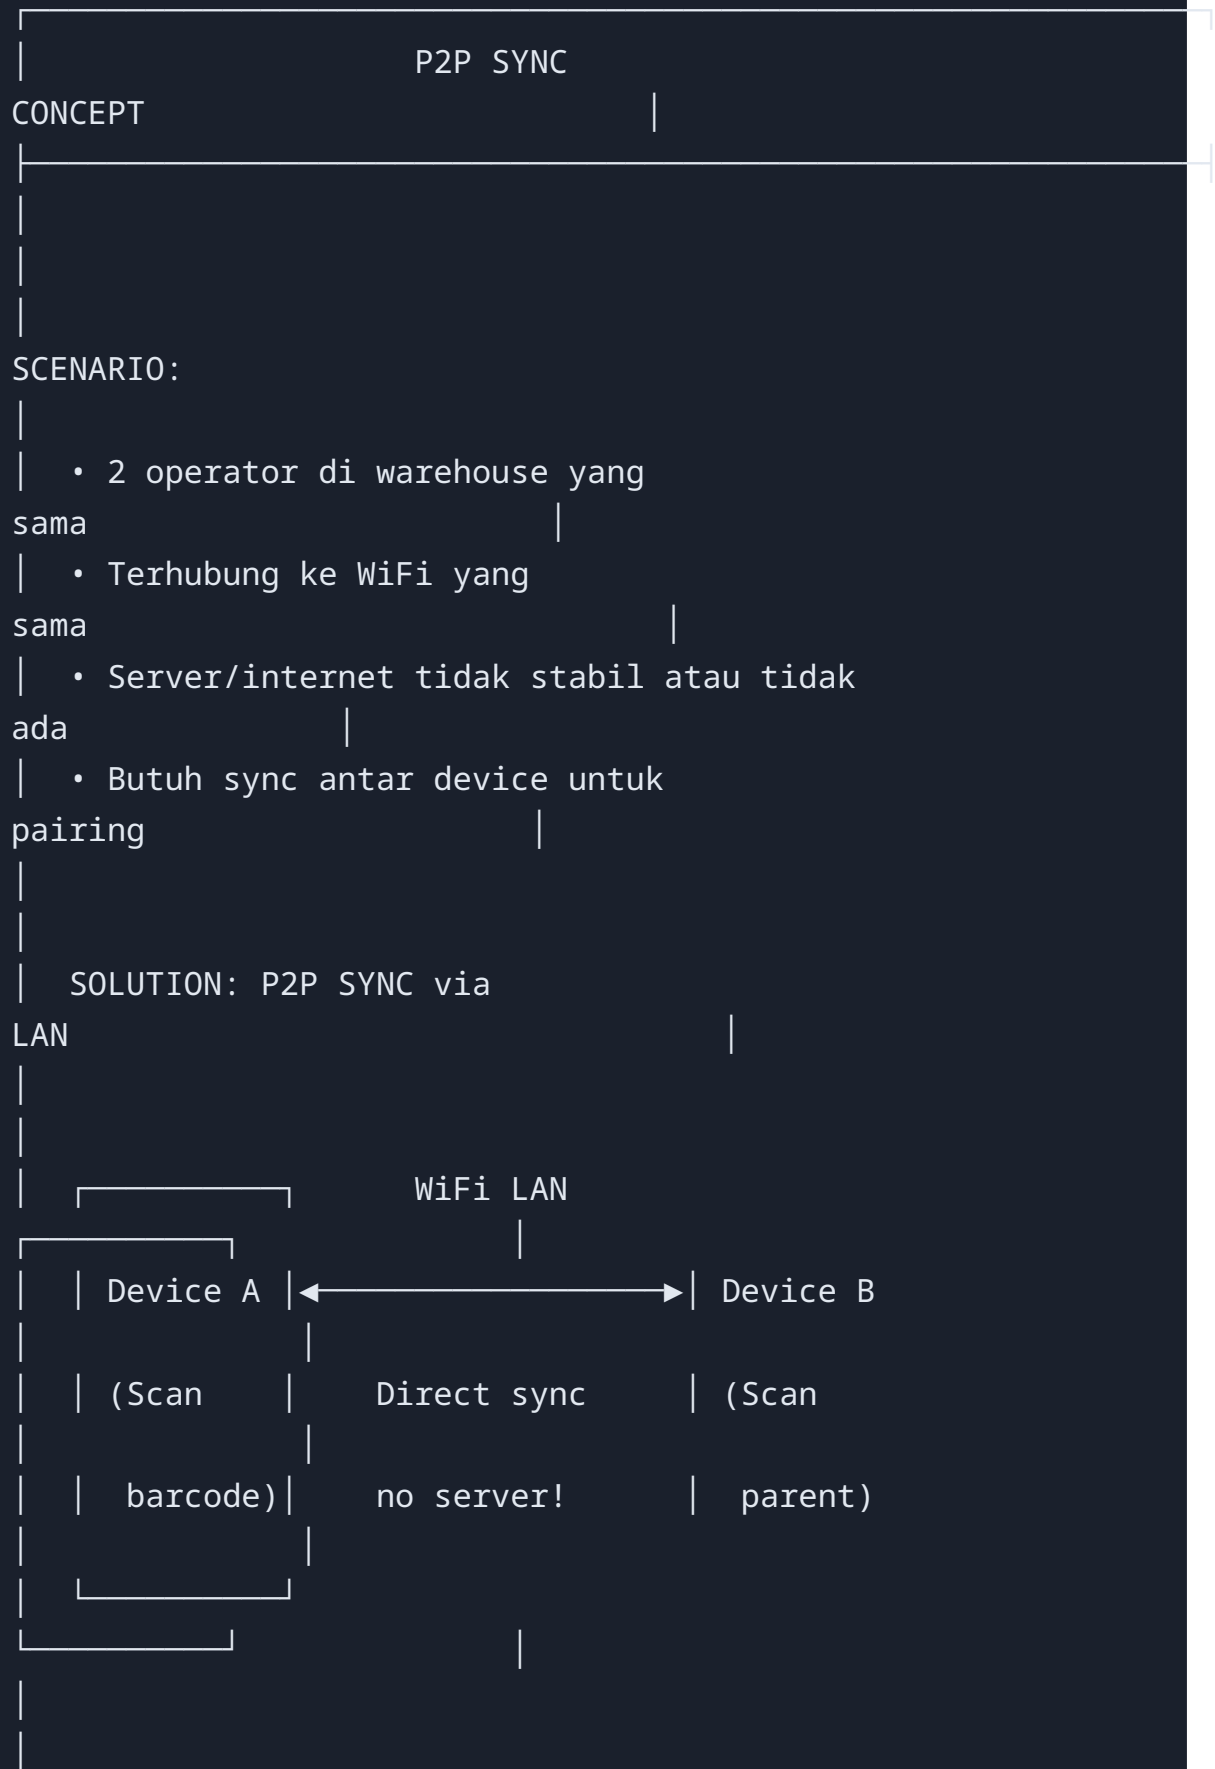 P2P SYNC
CONCEPT
SCENARIO:
• 2 operator di warehouse yang
sama
• Terhubung ke WiFi yang
sama
• Server/internet tidak stabil atau tidak
ada
• Butuh sync antar device untuk
pairing
SOLUTION: P2P SYNC via
LAN
WiFi LAN
Device A Device B
(Scan Direct sync (Scan
barcode) no server! parent)